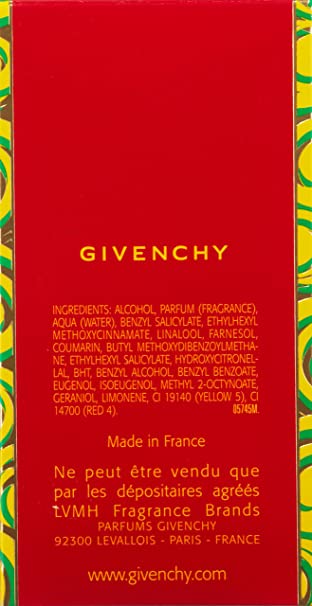 GIVENCHY
INGREDIENTS: ALCOHOL, PARFUM (FRAGRANCE),
AQUA (WATER), BENZYL SALICYLATE, ETHYLHEXYL
METHOXYCINNAMATE, LINALOOL, FARNESOL,
COUMARIN, BUTYL METHOXYDIBENZOYLMETHA-
NE, ETHYLHEXYL SALICYLATE, HYDROXYCITRONEL-
LAL, BHT, BENZYL ALCOHOL, BENZYL BENZOATE,
EUGENOL, ISOEUGENOL, METHYL 2-OCTYNOATE,
GERANIOL, LIMONENE, CI 19140 (YELLOW 5), CI
14700 (RED 4). 05745M.
Made in France
Ne peut être vendu que
par les dépositaires agréés
LVMH Fragrance Brands
PARFUMS GIVENCHY
92300 LEVALLOIS - PARIS - FRANCE
www.givenchy.com